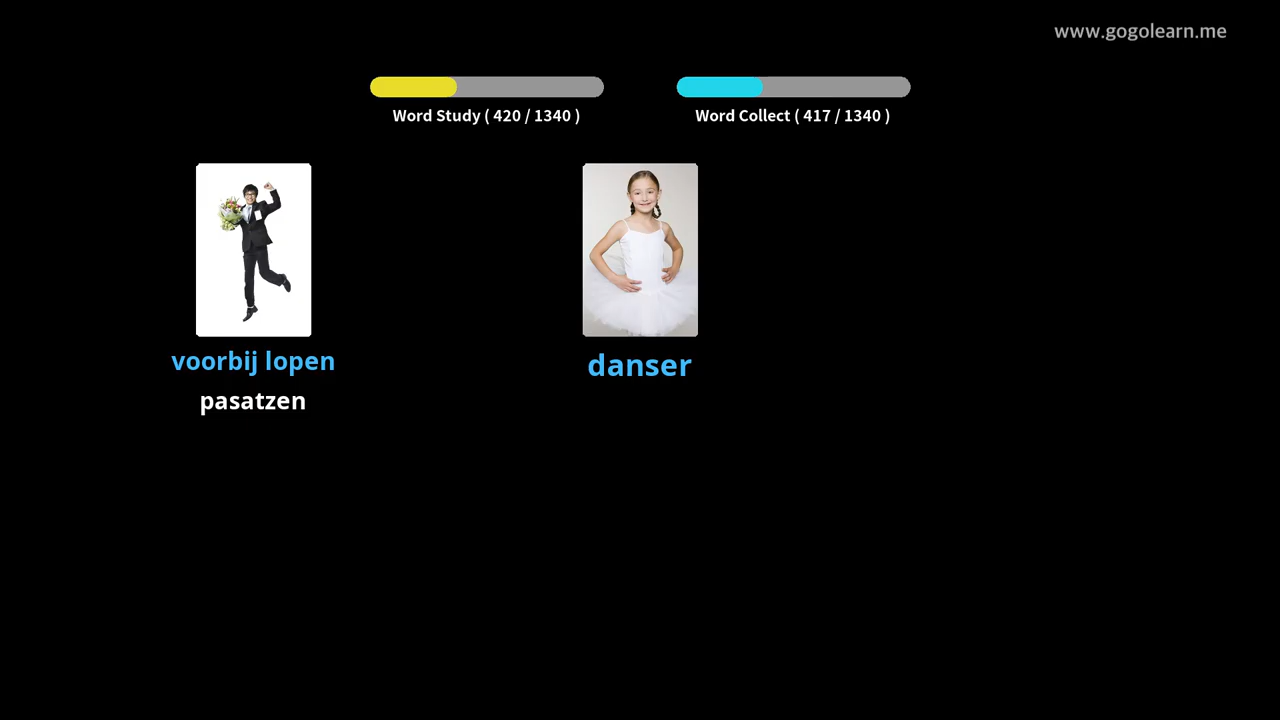 www.gogolearn.me
Word Study ( 420 / 1340 )
Word Collect ( 417 / 1340 )
voorbij lopen
pasatzen
danser